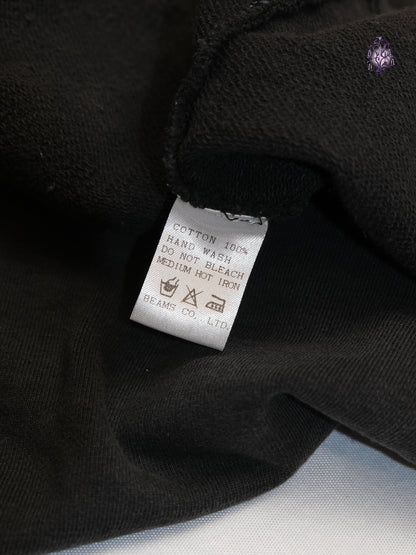 COTTON 100%
HAND WASH
DO NOT BLEACH
MEDIUM HOT IRON
BEAMS CO., LTD.